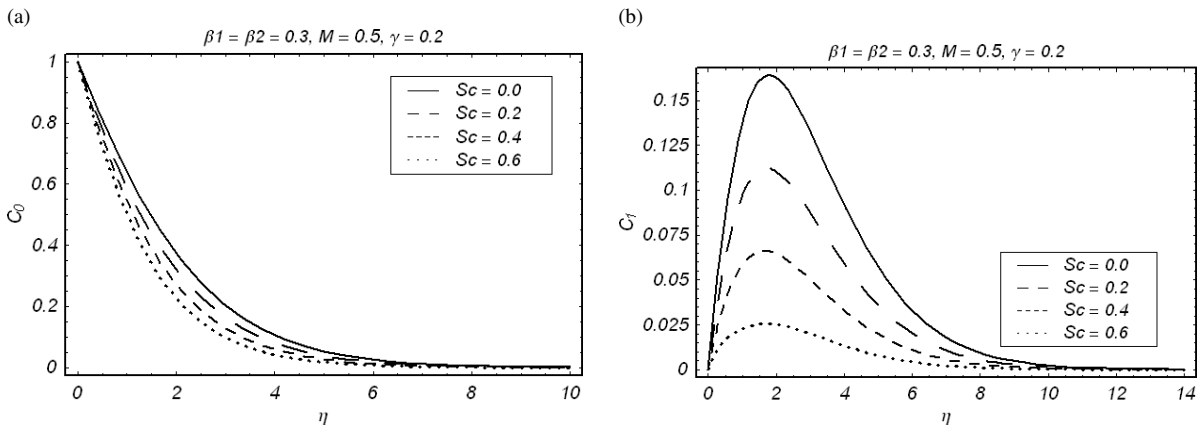 (a)
β1 = β2 = 0.3, M = 0.5, γ = 0.2
1
0.8
0.6
0.4
0.2
0
C0
Sc = 0.0
Sc = 0.2
Sc = 0.4
Sc = 0.6
0 2 4 6 8 10
η
(b)
β1 = β2 = 0.3, M = 0.5, γ = 0.2
0.15
0.125
0.1
0.075
0.05
0.025
0
C1
Sc = 0.0
Sc = 0.2
Sc = 0.4
Sc = 0.6
0 2 4 6 8 10 12 14
η